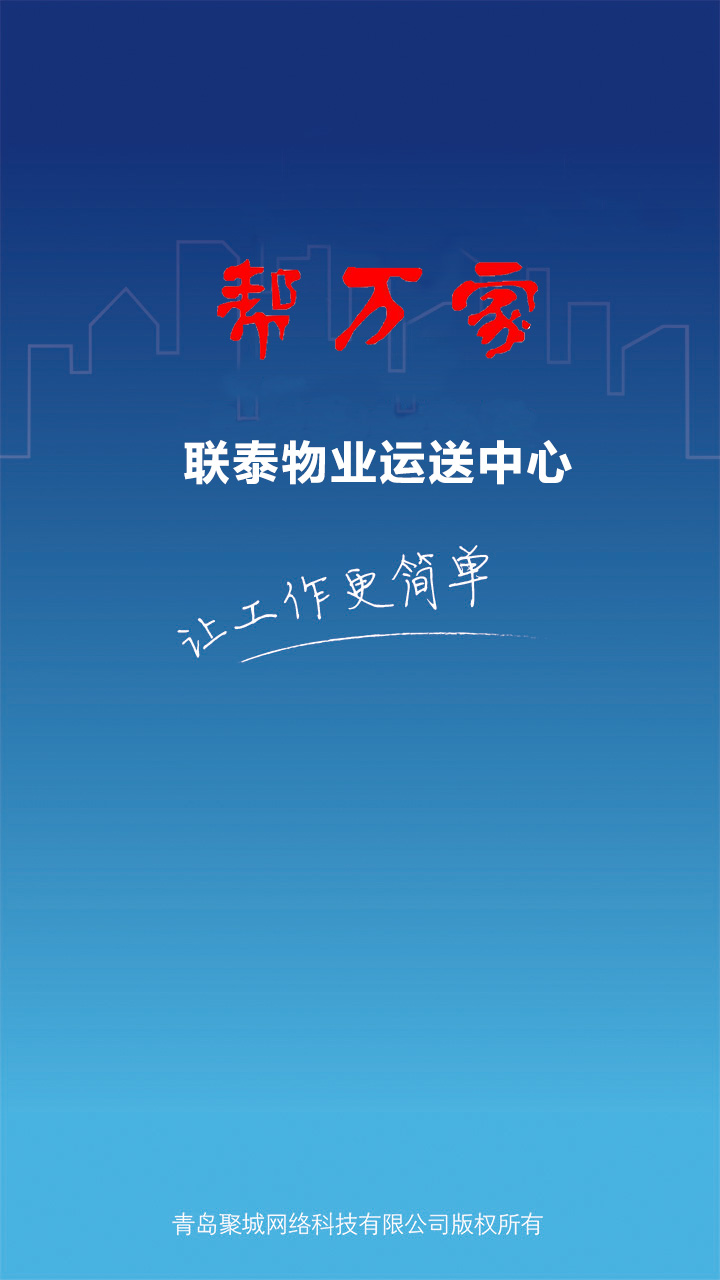 帮万家
联泰物业运送中心
让工作更简单
青岛聚城网络科技有限公司版权所有